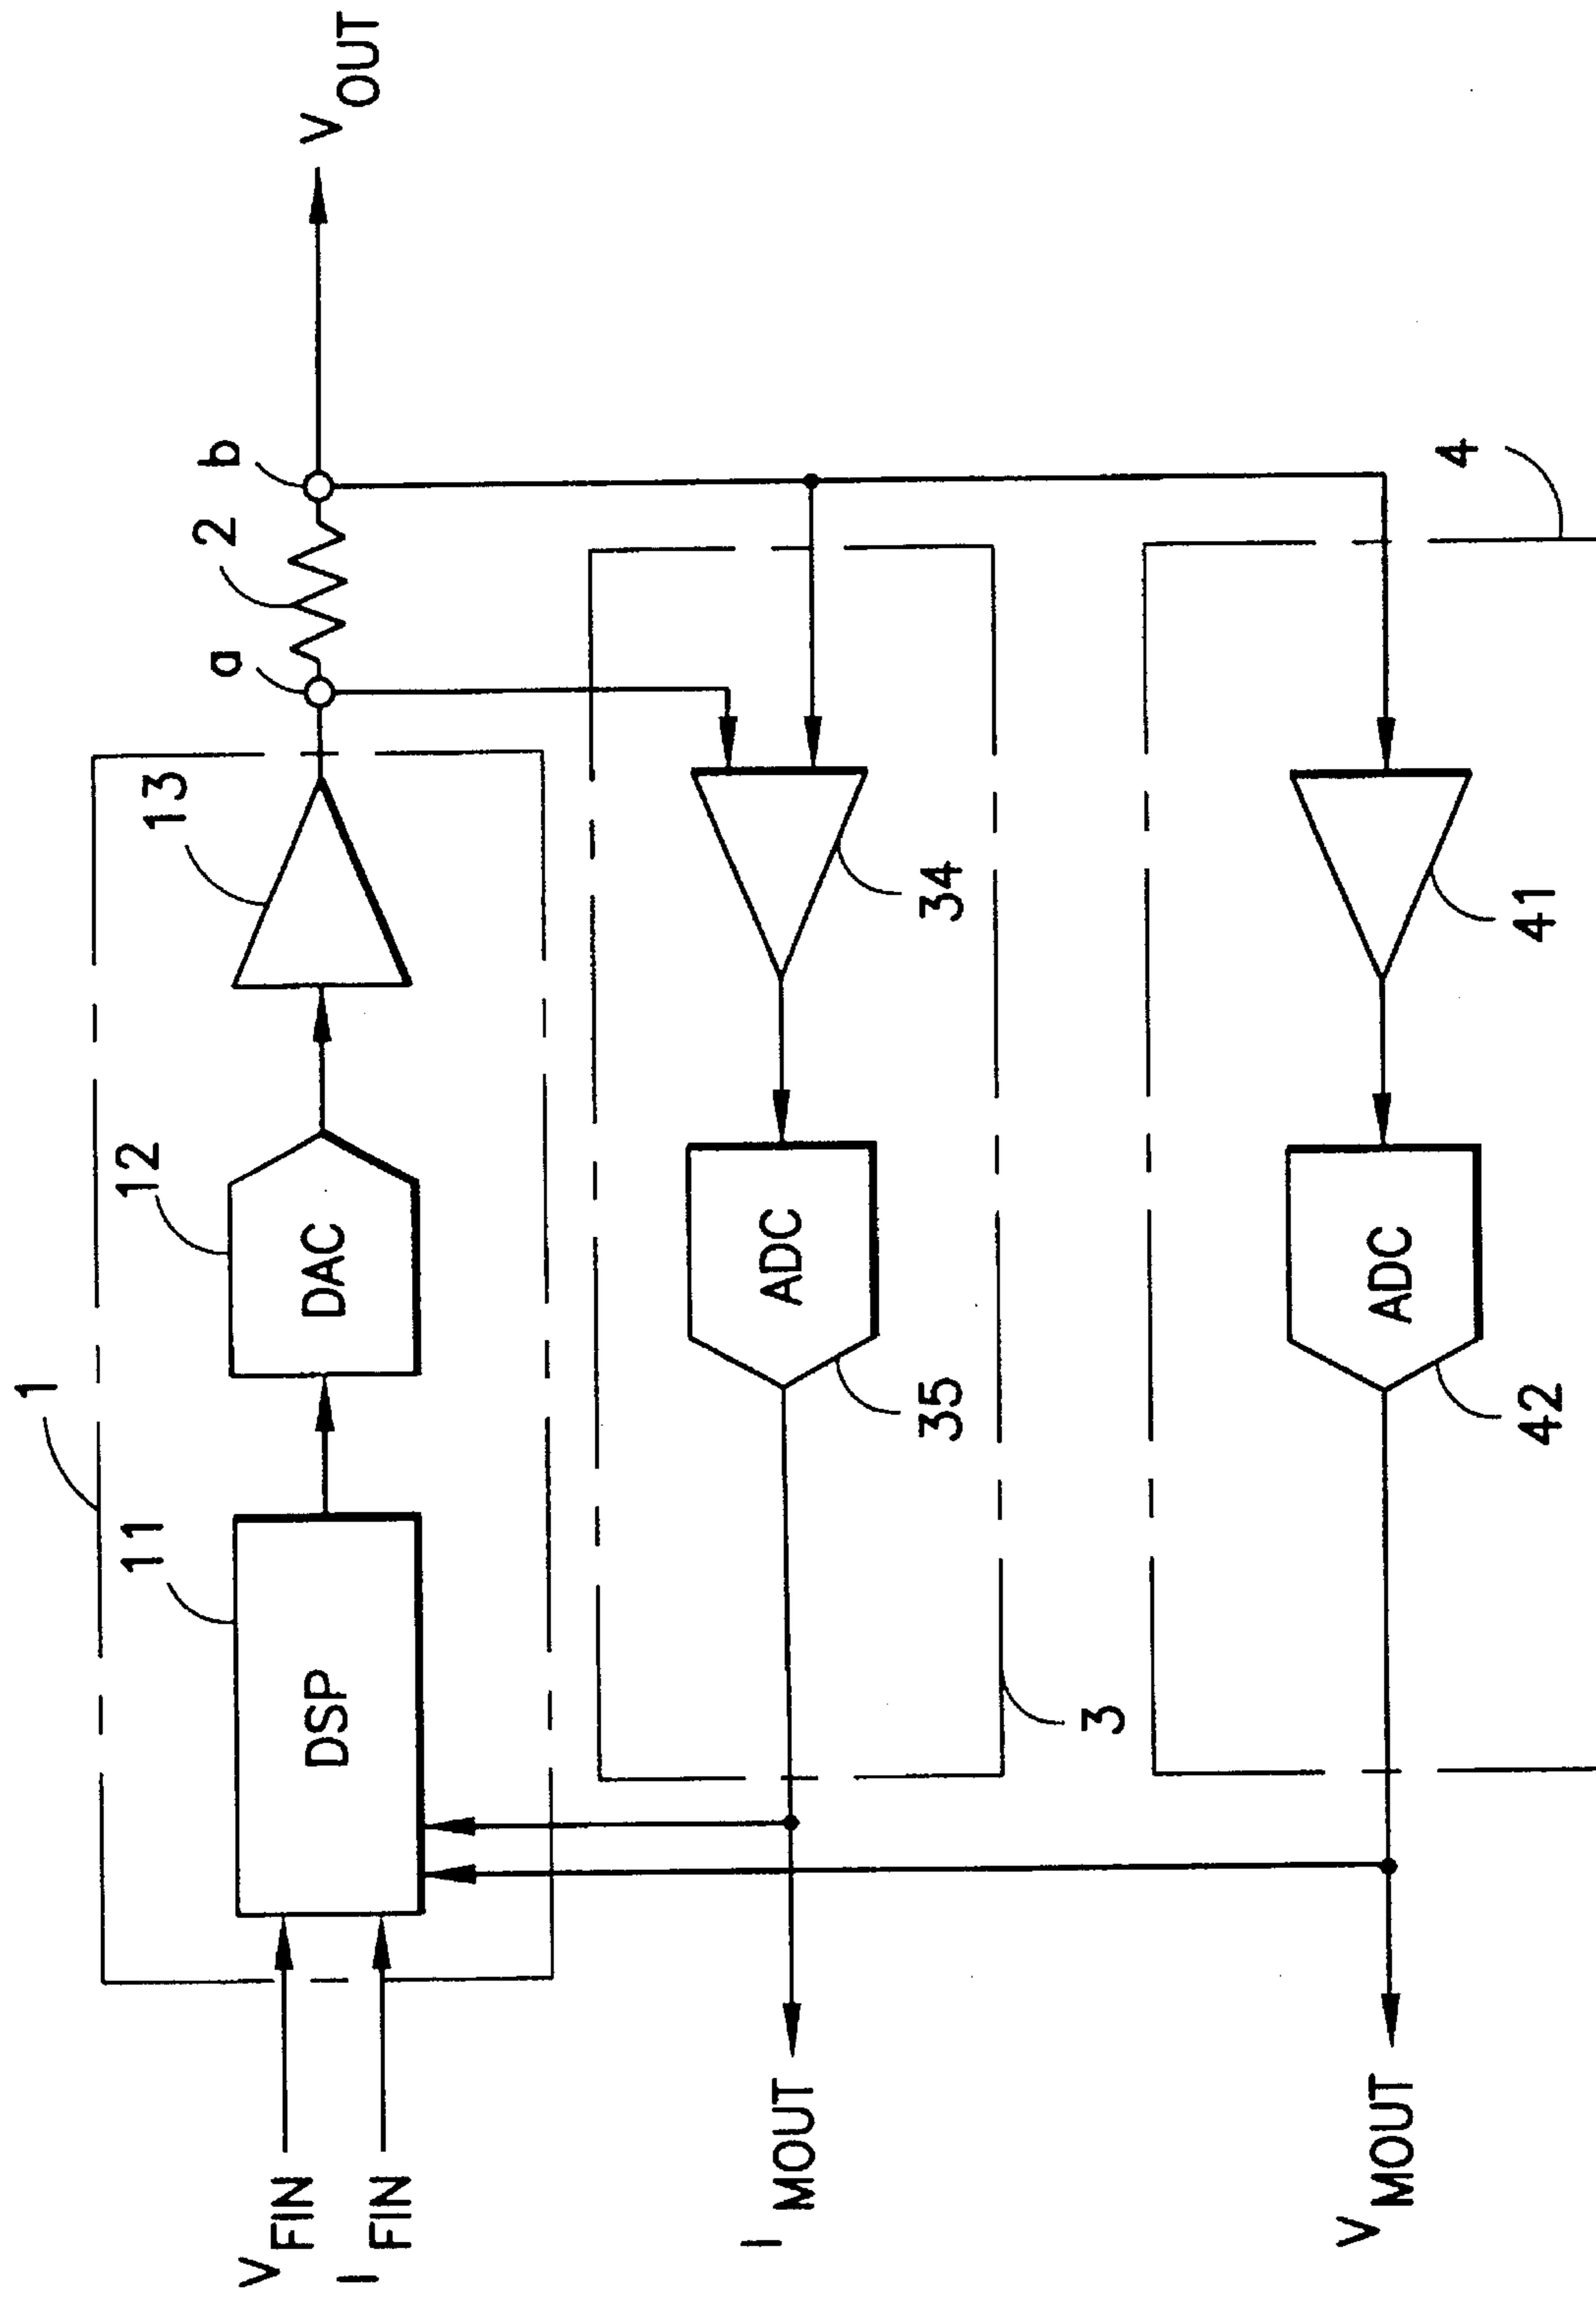 1
11
12
13
2
a
b
DSP
DAC
V FIN
I FIN
V OUT
ADC
35
34
3
I MOUT
ADC
42
41
4
V MOUT